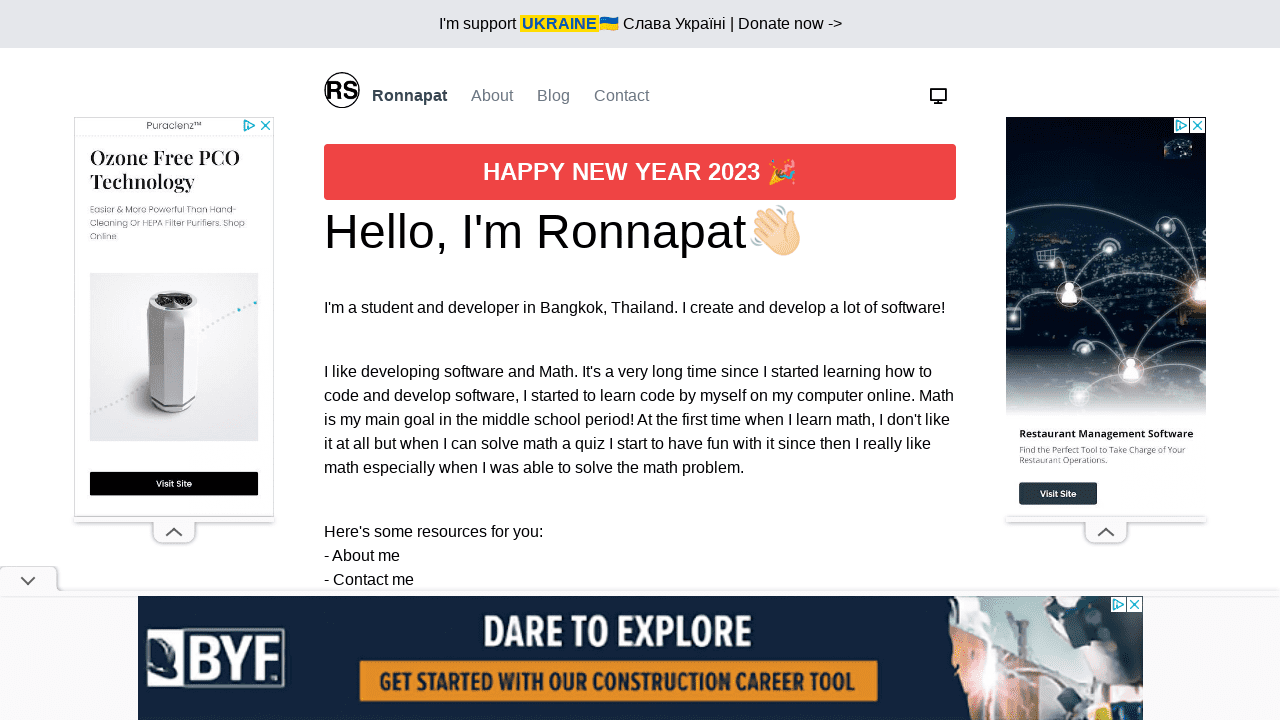 I'm support UKRAINE🇺🇦 Слава Україні | Donate now ->
RS Ronnapat About Blog Contact
HAPPY NEW YEAR 2023 🎉
Hello, I'm Ronnapat👋🏻
I'm a student and developer in Bangkok, Thailand. I create and develop a lot of software!
I like developing software and Math. It's a very long time since I started learning how to
code and develop software, I started to learn code by myself on my computer online. Math
is my main goal in the middle school period! At the first time when I learn math, I don't like
it at all but when I can solve math a quiz I start to have fun with it since then I really like
math especially when I was able to solve the math problem.
Here's some resources for you:
- About me
- Contact me
Puraclenz™
Ozone Free PCO
Technology
Easier & More Powerful Than Hand-
Cleaning Or HEPA Filter Purifiers. Shop
Online
Visit Site
Restaurant Management Software
Find the Perfect Tool to Take Charge of Your
Restaurant Operations.
Visit Site
BYF
DARE TO EXPLORE
GET STARTED WITH OUR CONSTRUCTION CAREER TOOL